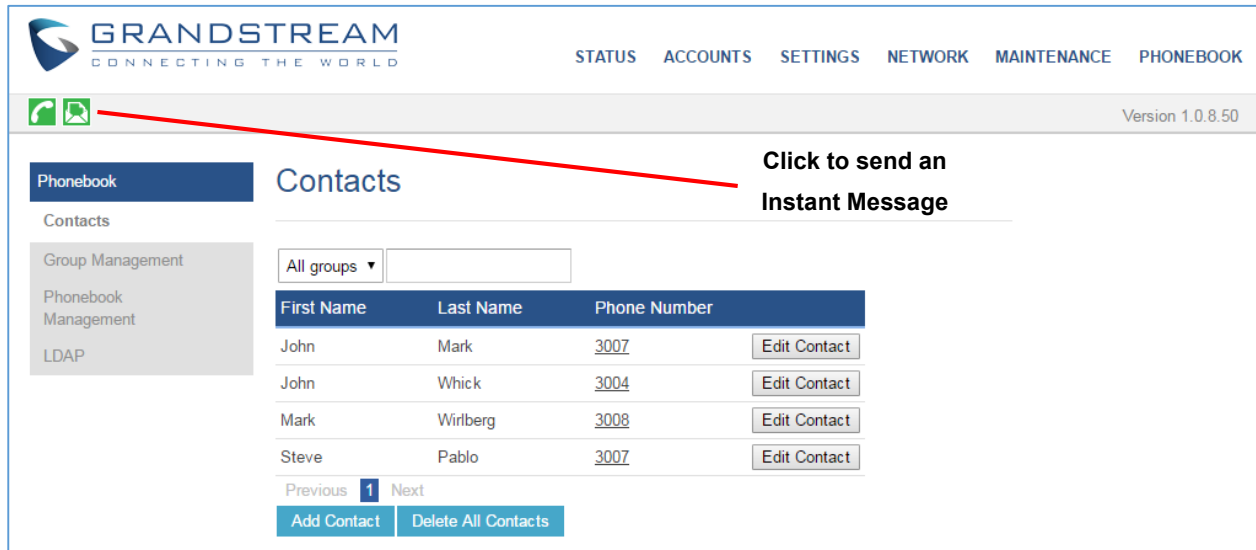 GRANDSTREAM
CONNECTING THE WORLD
STATUS ACCOUNTS SETTINGS NETWORK MAINTENANCE PHONEBOOK
Version 1.0.8.50
Click to send an
Instant Message
Phonebook
Contacts
Group Management
Phonebook
Management
LDAP
Contacts
All groups
First Name Last Name Phone Number
John Mark 3007 Edit Contact
John Whick 3004 Edit Contact
Mark Wirlberg 3008 Edit Contact
Steve Pablo 3007 Edit Contact
Previous 1 Next
Add Contact Delete All Contacts